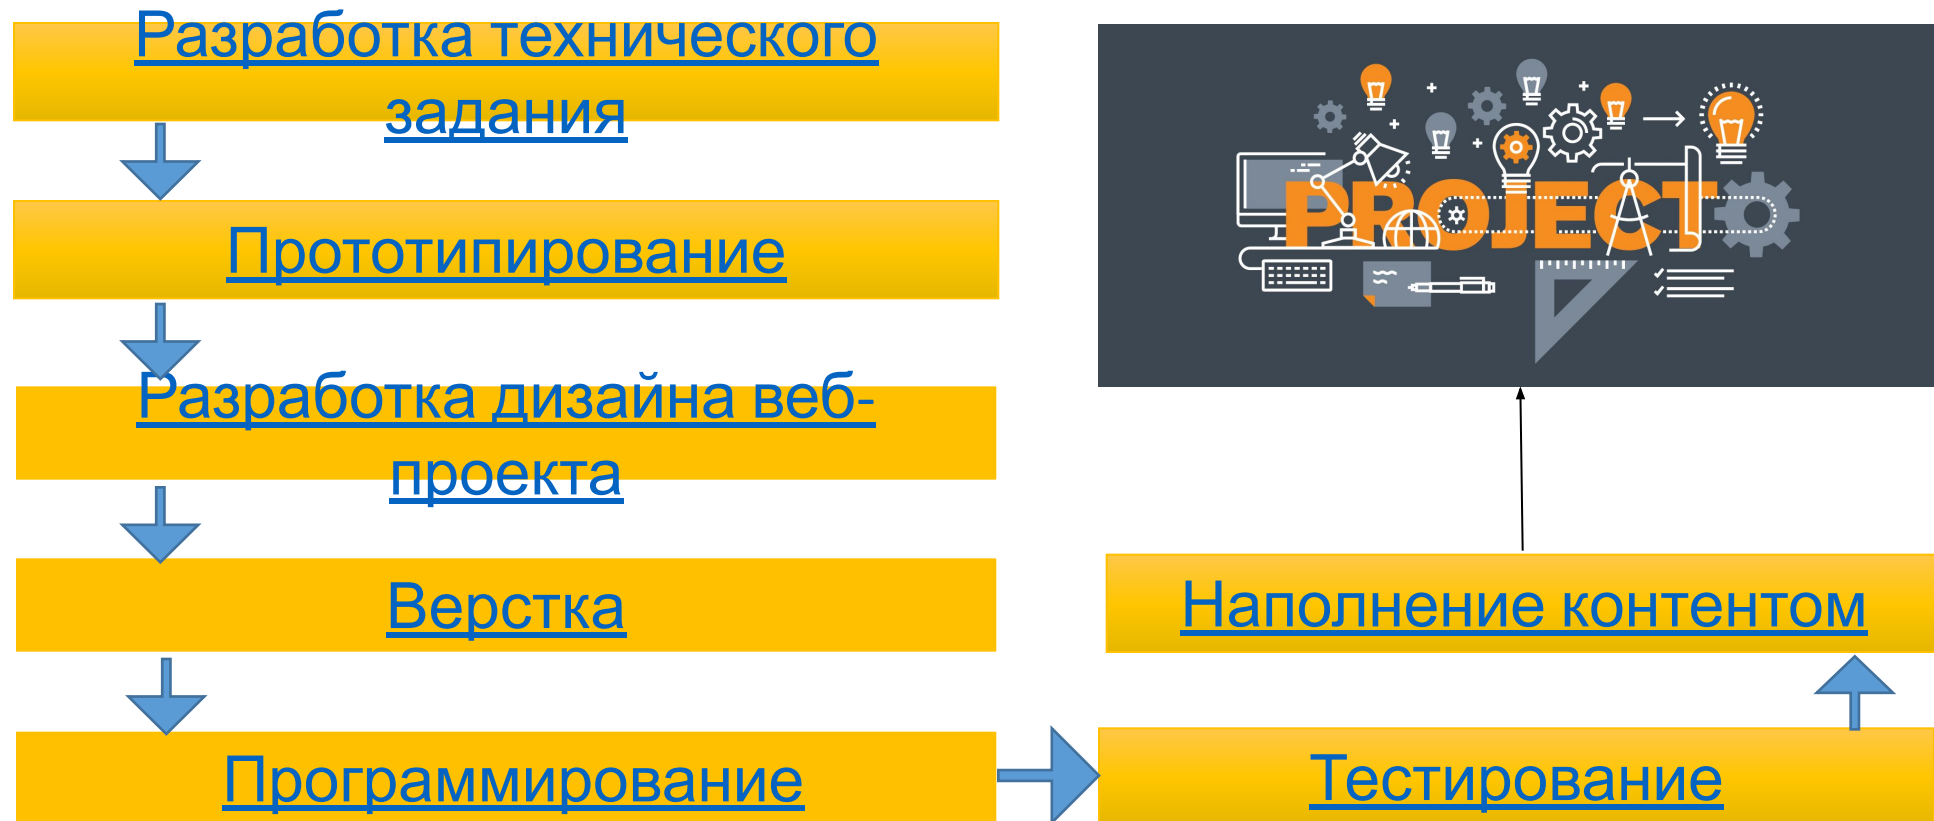 Разработка технического
задания
Прототипирование
Разработка дизайна веб-
проекта
Верстка
Программирование
PROJECT
Наполнение контентом
Тестирование